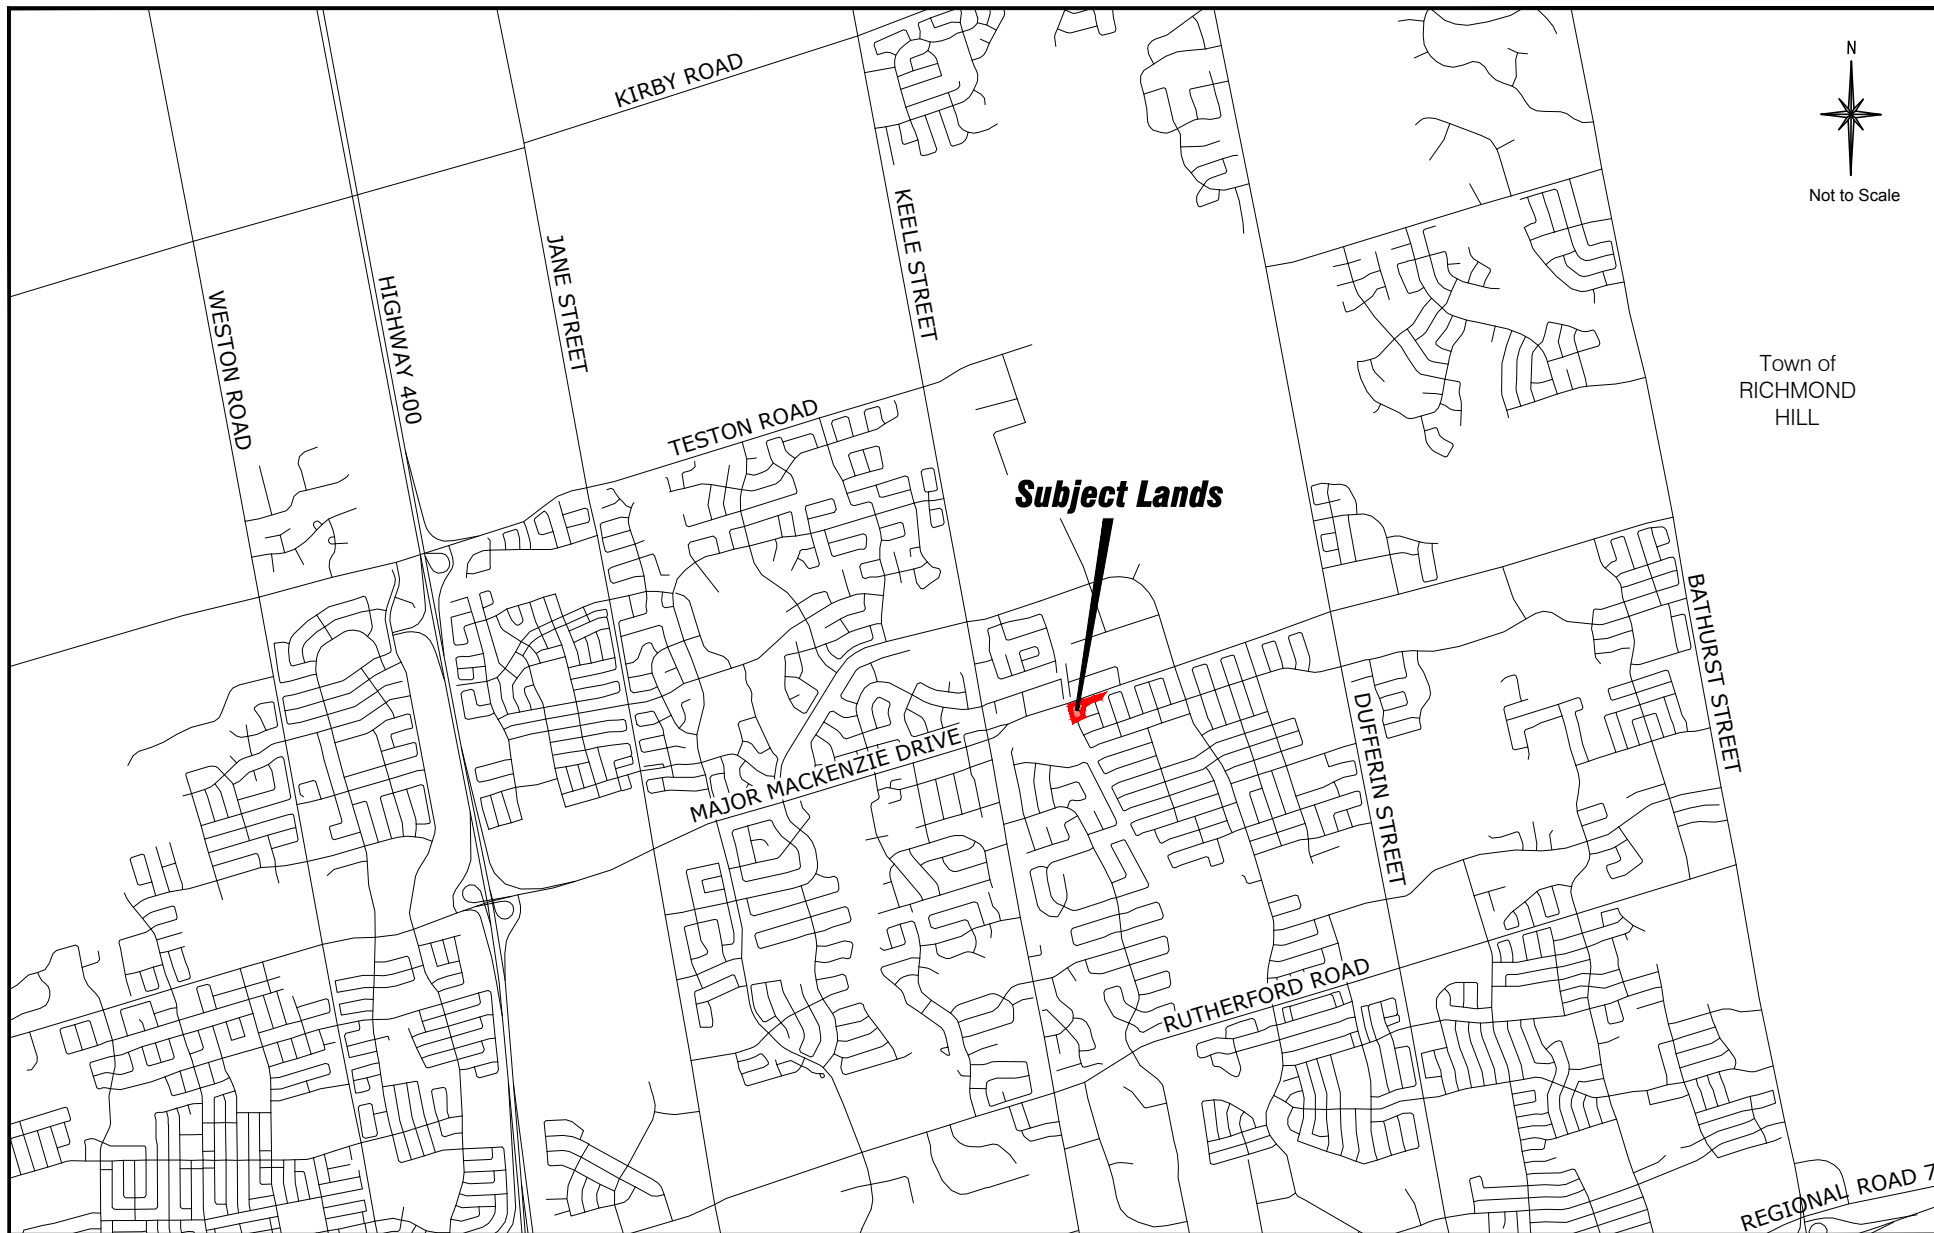 KIRBY ROAD
N
Not to Scale
KEELE STREET
JANE STREET
HIGHWAY 400
WESTON ROAD
Town of
RICHMOND
HILL
TESTON ROAD
Subject Lands
BATHURST STREET
DUFFERIN STREET
MAJOR MACKENZIE DRIVE
RUTHERFORD ROAD
REGIONAL ROAD 7